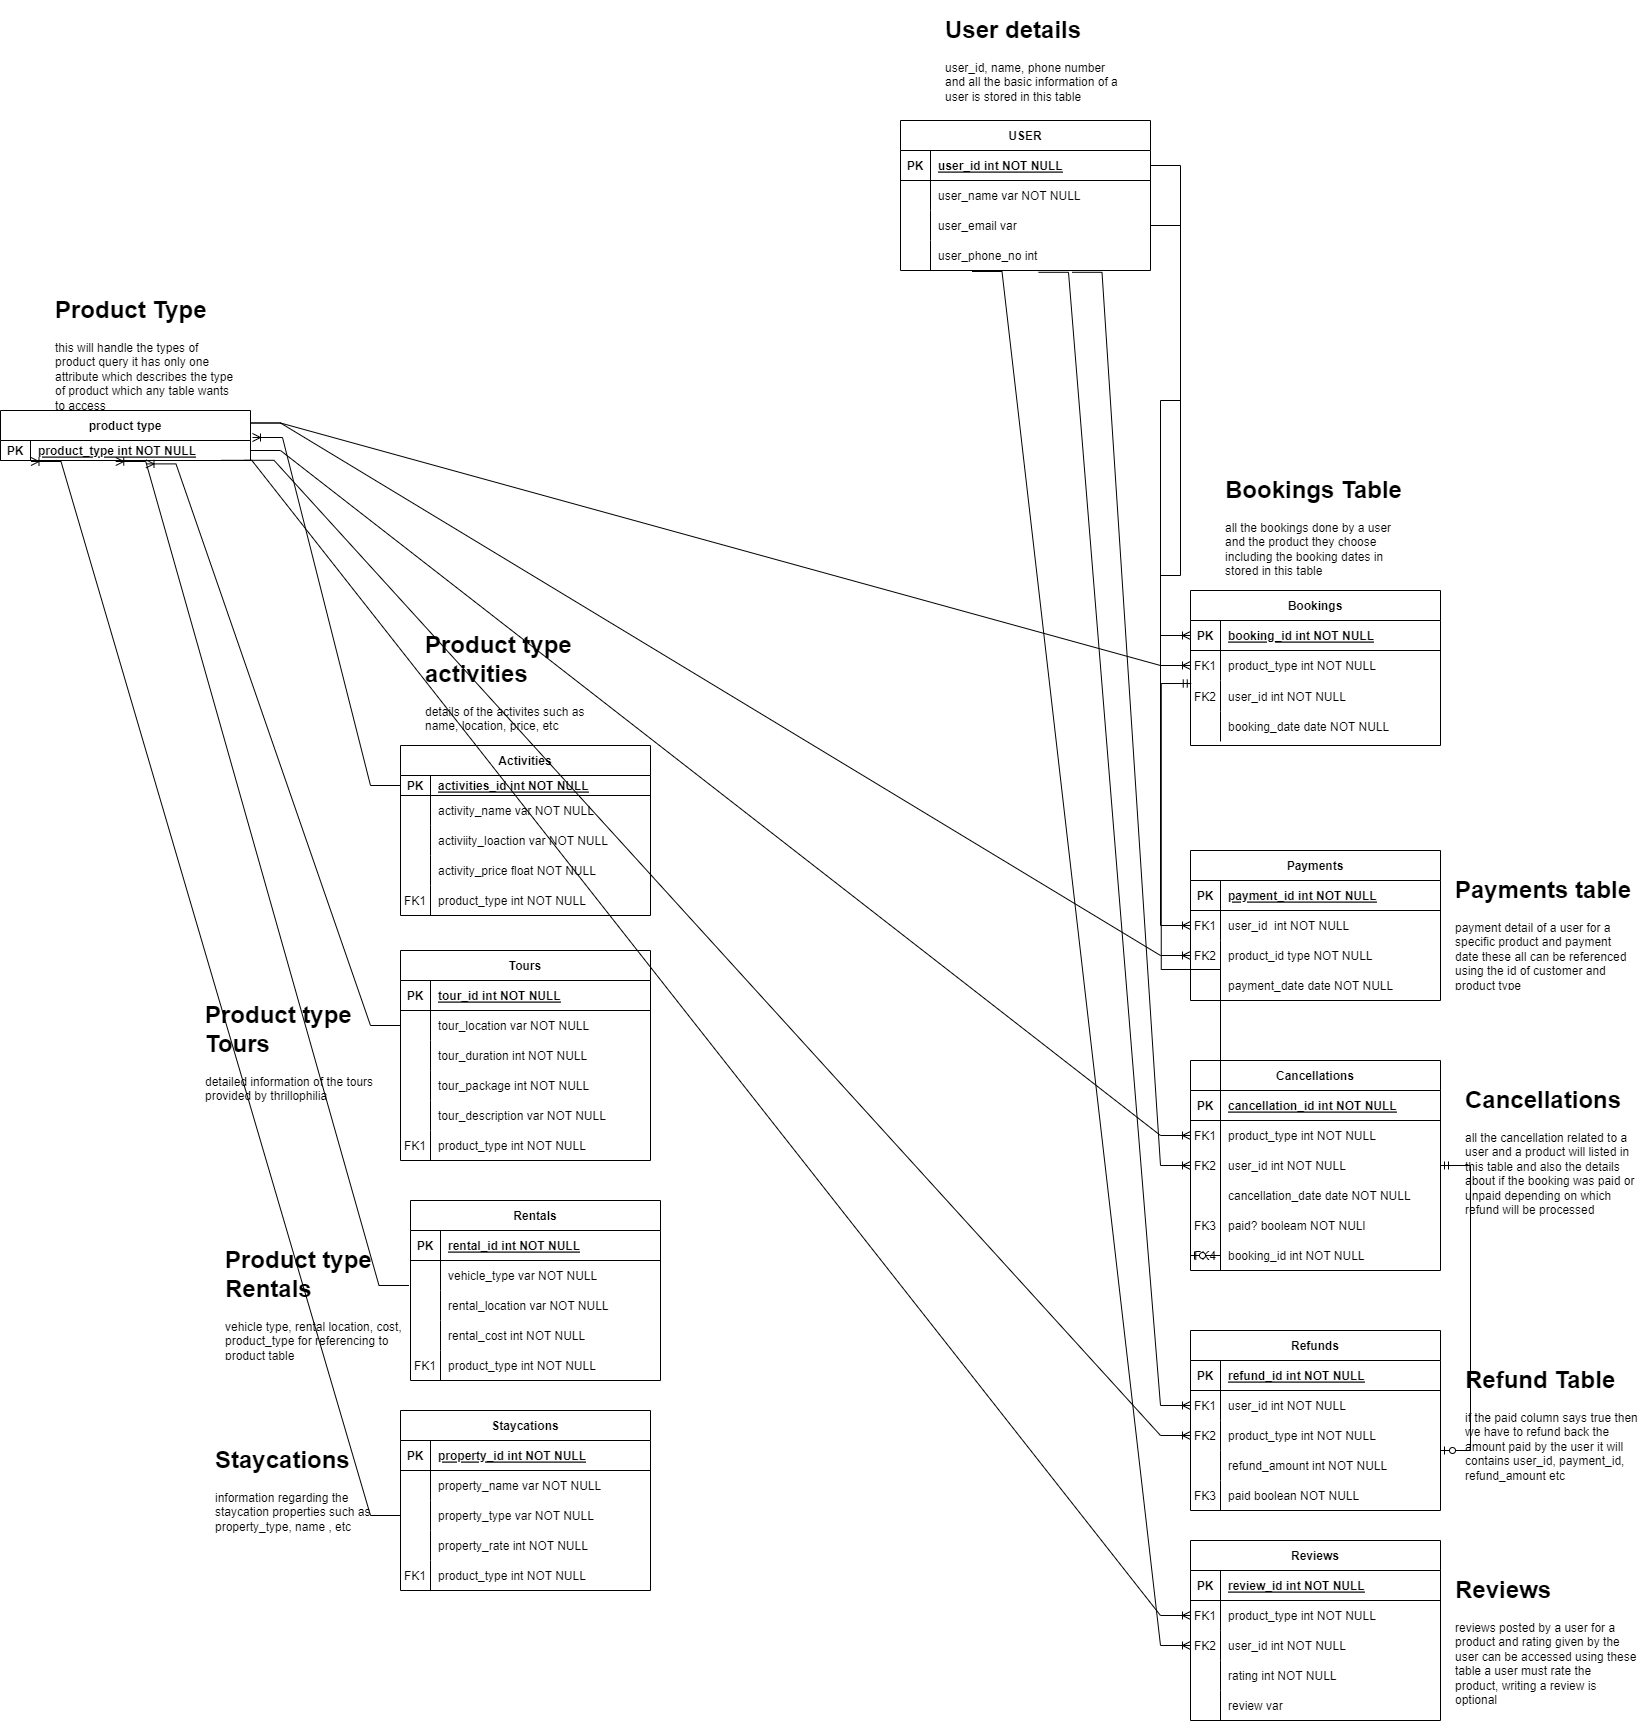 User details
user_id, name, phone number
and all the basic information of a
user is stored in this table
USER
PK user_id int NOT NULL
user_name var NOT NULL
user_email var
user_phone_no int
Product Type
this will handle the types of
product query it has only one
attribute which describes the type
of product which any table wants
to access
product type
PK product_type int NOT NULL
Bookings Table
all the bookings done by a user
and the product they choose
including the booking dates in
stored in this table
Bookings
PK booking_id int NOT NULL
FK1 product_type int NOT NULL
FK2 user_id int NOT NULL
booking_date date NOT NULL
Product type
activities
details of the activites such as
name, location, price, etc
Activities
PK activities_id int NOT NULL
activity_name var NOT NULL
activiity_loaction var NOT NULL
activity_price float NOT NULL
FK1 product_type int NOT NULL
Payments
PK payment_id int NOT NULL
FK1 user_id  int NOT NULL
FK2 product_id type NOT NULL
payment_date date NOT NULL
Payments table
payment detail of a user for a
specific product and payment
date these all can be referenced
using the id of customer and
product type
Tours
PK tour_id int NOT NULL
tour_location var NOT NULL
tour_duration int NOT NULL
tour_package int NOT NULL
tour_description var NOT NULL
FK1 product_type int NOT NULL
Product type
Tours
detailed information of the tours
provided by thrillophilia
Cancellations
PK cancellation_id int NOT NULL
FK1 product_type int NOT NULL
FK2 user_id int NOT NULL
cancellation_date date NOT NULL
FK3 paid? booleam NOT NULl
FK4 booking_id int NOT NULL
Cancellations
all the cancellation related to a
user and a product will listed in
this table and also the details
about if the booking was paid or
unpaid depending on which
refund will be processed
Rentals
PK rental_id int NOT NULL
vehicle_type var NOT NULL
rental_location var NOT NULL
rental_cost int NOT NULL
FK1 product_type int NOT NULL
Product type
Rentals
vehicle type, rental location, cost,
product_type for referencing to
product table
Refunds
PK refund_id int NOT NULL
FK1 user_id int NOT NULL
FK2 product_type int NOT NULL
refund_amount int NOT NULL
FK3 paid boolean NOT NULL
Refund Table
if the paid column says true then
we have to refund back the
amount paid by the user it will
contains user_id, payment_id,
refund_amount etc
Staycations
PK property_id int NOT NULL
property_name var NOT NULL
property_type var NOT NULL
property_rate int NOT NULL
FK1 product_type int NOT NULL
Staycations
information regarding the
staycation properties such as
property_type, name , etc
Reviews
PK review_id int NOT NULL
FK1 product_type int NOT NULL
FK2 user_id int NOT NULL
rating int NOT NULL
review var
Reviews
reviews posted by a user for a
product and rating given by the
user can be accessed using these
table a user must rate the
product, writing a review is
optional